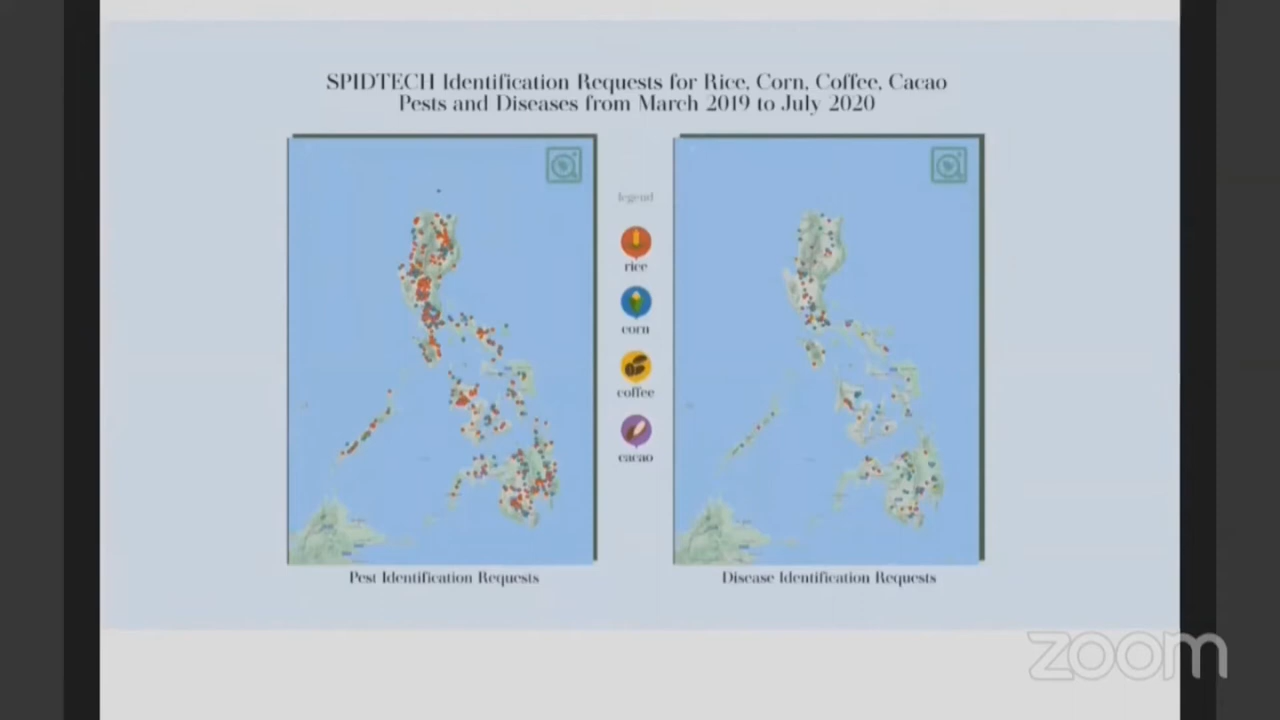 SPIDTECH Identification Requests for Rice, Corn, Coffee, Cacao
Pests and Diseases from March 2019 to July 2020
legend
rice
corn
coffee
cacao
Pest Identification Requests
Disease Identification Requests
zoom